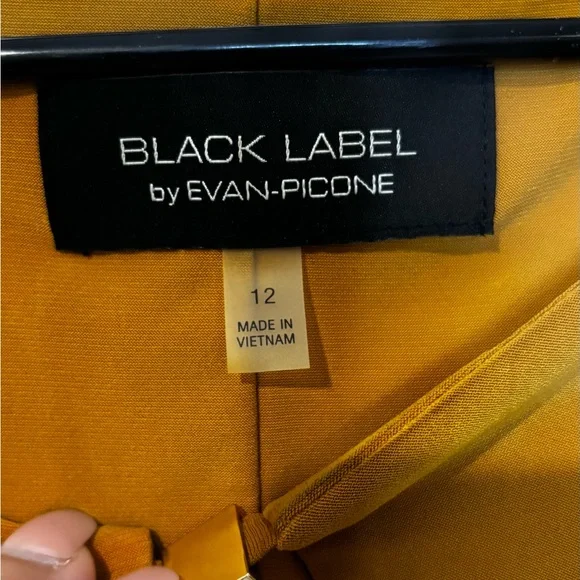 BLACK LABEL
by EVAN-PICONE
12
MADE IN
VIETNAM